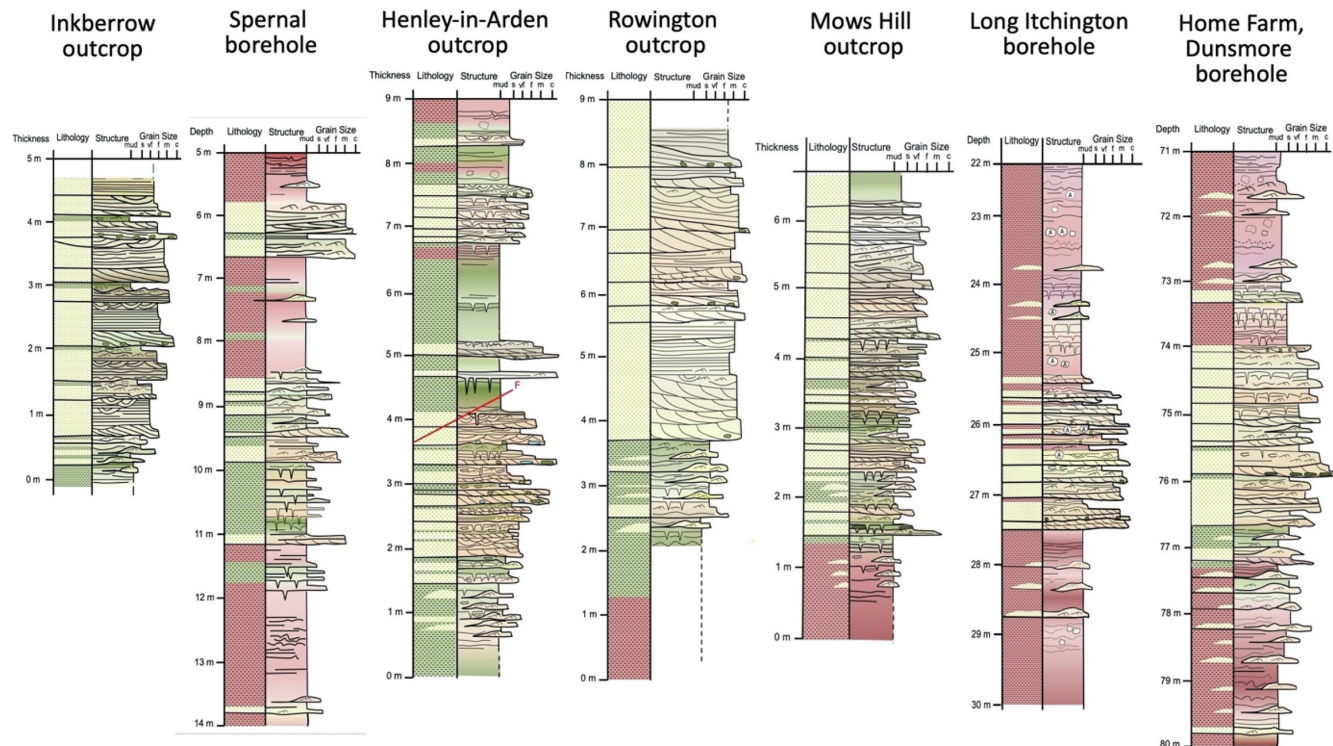 Inkberrow
outcrop
Thickness Lithology Structure Grain Size
mud s vf f m c
5 m
4 m
3 m
2 m
1 m
0 m
Spernal
borehole
Depth Lithology Structure Grain Size
mud s vf f m c
5 m
6 m
7 m
8 m
9 m
10 m
11 m
12 m
13 m
14 m
Henley-in-Arden
outcrop
Thickness Lithology Structure Grain Size
mud s vf f m c
9 m
8 m
7 m
6 m
5 m
4 m
F
3 m
2 m
1 m
0 m
Rowington
outcrop
Thickness Lithology Structure Grain Size
mud s vf f m c
9 m
8 m
7 m
6 m
5 m
4 m
3 m
2 m
1 m
0 m
Mows Hill
outcrop
Thickness Lithology Structure Grain Size
mud s vf f m c
6 m
5 m
4 m
3 m
2 m
1 m
0 m
Long Itchington
borehole
Depth Lithology Structure Grain Size
mud s vf f m c
22 m
A
23 m
A A
24 m
A
25 m
A A
26 m
A A
A
27 m
28 m
29 m
30 m
Home Farm,
Dunsmore
borehole
Depth Lithology Structure Grain Size
mud s vf f m c
71 m
72 m
73 m
74 m
75 m
76 m
77 m
78 m
79 m
80 m